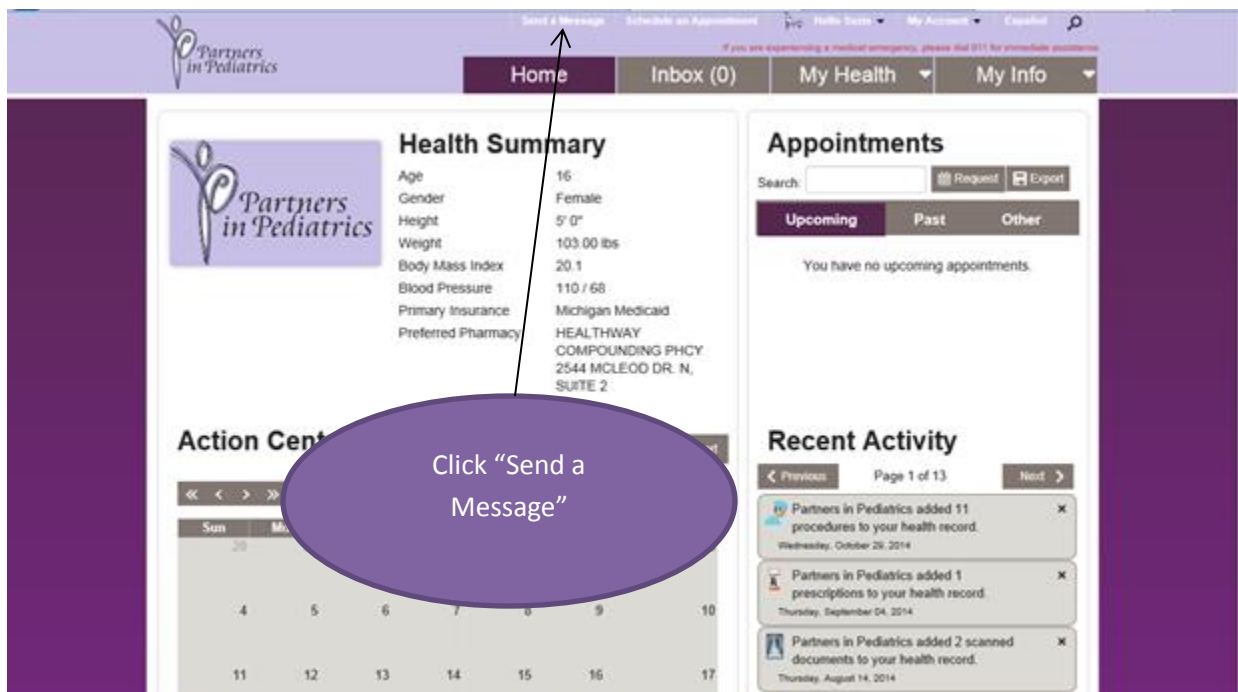 Send a Message Schedule an Appointment Hello My Account Español
If you are experiencing a medical emergency, please dial 911 for immediate assistance
Partners
in Pediatrics
Home Inbox (0) My Health My Info
Partners
in Pediatrics
Health Summary
Age 16
Gender Female
Height 5' 0"
Weight 103.00 lbs
Body Mass Index 20.1
Blood Pressure 110 / 68
Primary Insurance Michigan Medicaid
Preferred Pharmacy HEALTHWAY
COMPOUNDING PHCY
2544 MCLEOD DR. N,
SUITE 2
Appointments
Search: Request Export
Upcoming Past Other
You have no upcoming appointments.
Action Cent
Click “Send a
Message”
Sun
4 5 6 7 8 9 10
11 12 13 14 15 16 17
Recent Activity
Previous Page 1 of 13 Next
Partners in Pediatrics added 11
procedures to your health record.
Wednesday, October 29, 2014
Partners in Pediatrics added 1
prescriptions to your health record.
Thursday, September 04, 2014
Partners in Pediatrics added 2 scanned
documents to your health record.
Thursday, August 14, 2014